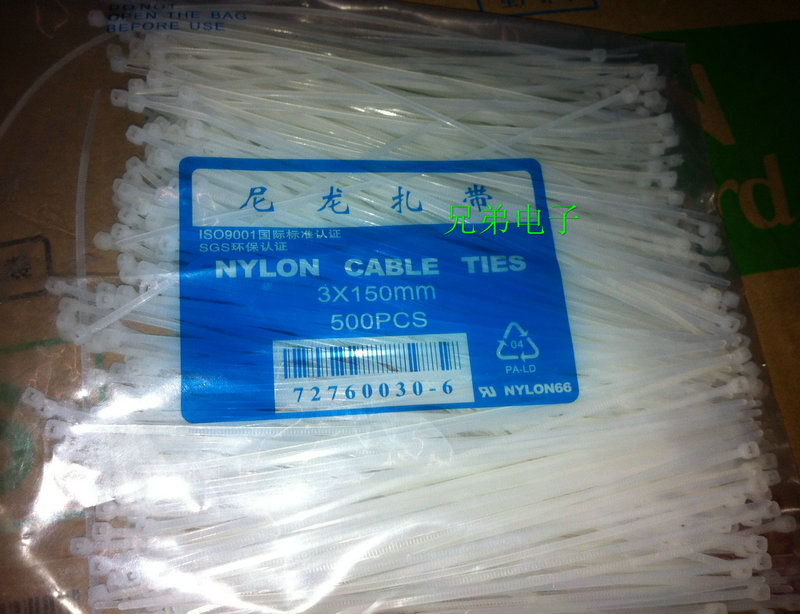 DO NOT
OPEN THE BAG
BEFORE USE
尼龙扎带
兄弟电子
ISO9001国际标准认证
SGS环保认证
NYLON CABLE TIES
3X150mm
500PCS
72760030-6
04
PA-LD
NYLON66
rd